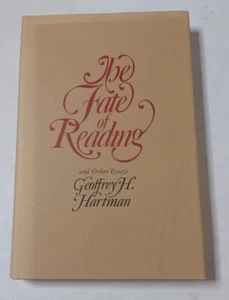 The
Fate
of
Reading
and Other Essays
Geoffrey H.
Hartman